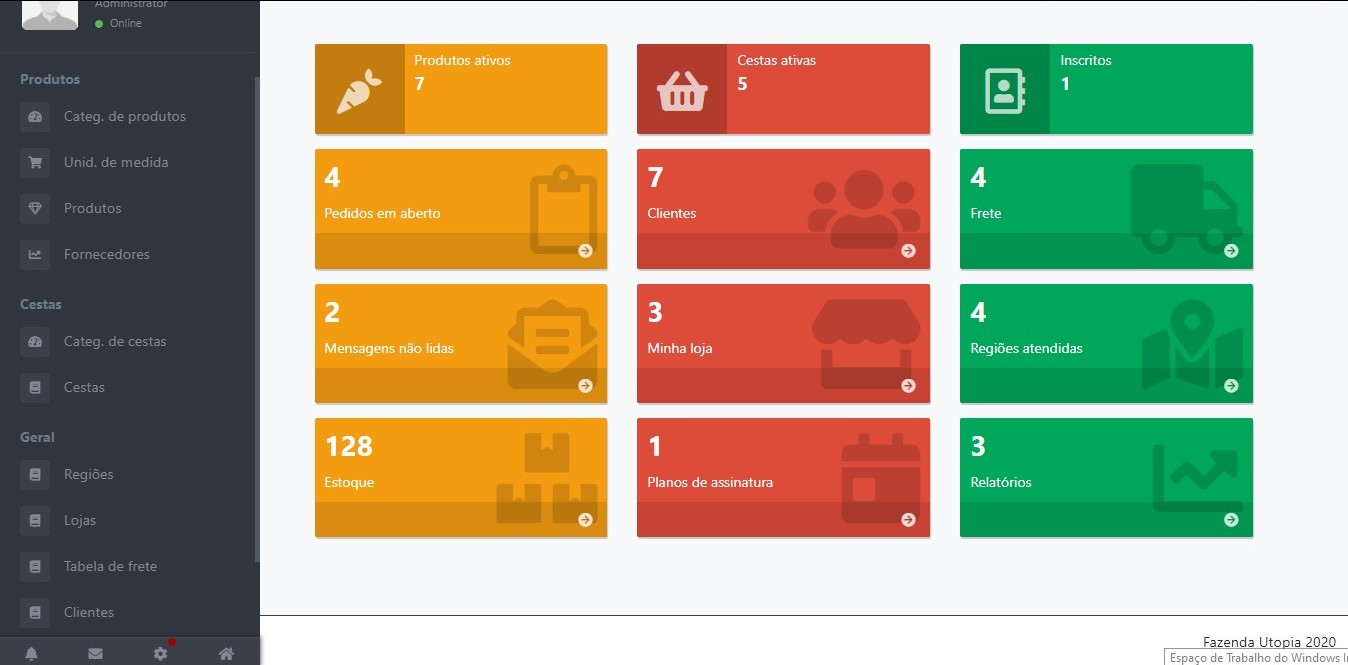 Administrator
Online
Produtos
Categ. de produtos
Unid. de medida
Produtos
Fornecedores
Cestas
Categ. de cestas
Cestas
Geral
Regiões
Lojas
Tabela de frete
Clientes
Produtos ativos
7
Cestas ativas
5
Inscritos
1
4
Pedidos em aberto
7
Clientes
4
Frete
2
Mensagens não lidas
3
Minha loja
4
Regiões atendidas
128
Estoque
1
Planos de assinatura
3
Relatórios
Fazenda Utopia 2020
Espaço de Trabalho do Windows